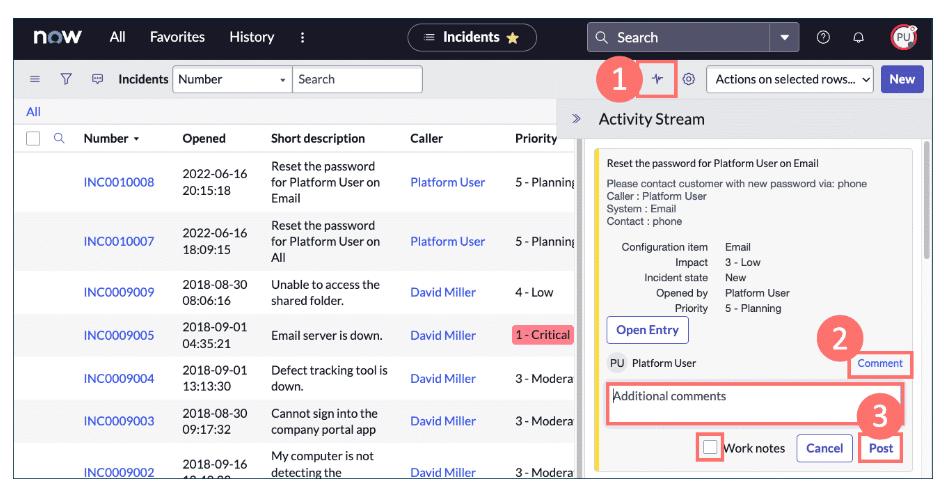 now All Favorites History Incidents Search PU
1
Incidents Number Search Actions on selected rows... New
All
Activity Stream
Number Opened Short description Caller Priority
INC0010008 2022-06-16 20:15:18 Reset the password for Platform User on Email Platform User 5 - Planning
INC0010007 2022-06-16 18:09:15 Reset the password for Platform User on All Platform User 5 - Planning
INC0009009 2018-08-30 08:06:16 Unable to access the shared folder. David Miller 4 - Low
INC0009005 2018-09-01 04:35:21 Email server is down. David Miller 1 - Critical
INC0009004 2018-09-01 13:13:30 Defect tracking tool is down. David Miller 3 - Modera
INC0009003 2018-08-30 09:17:32 Cannot sign into the company portal app David Miller 3 - Modera
INC0009002 2018-09-16 My computer is not detecting the David Miller 3 - Modera
Reset the password for Platform User on Email
Please contact customer with new password via: phone
Caller : Platform User
System : Email
Contact : phone
Configuration item Email
Impact 3 - Low
Incident state New
Opened by Platform User
Priority 5 - Planning
Open Entry
2
PU Platform User Comment
Additional comments
3
Work notes Cancel Post